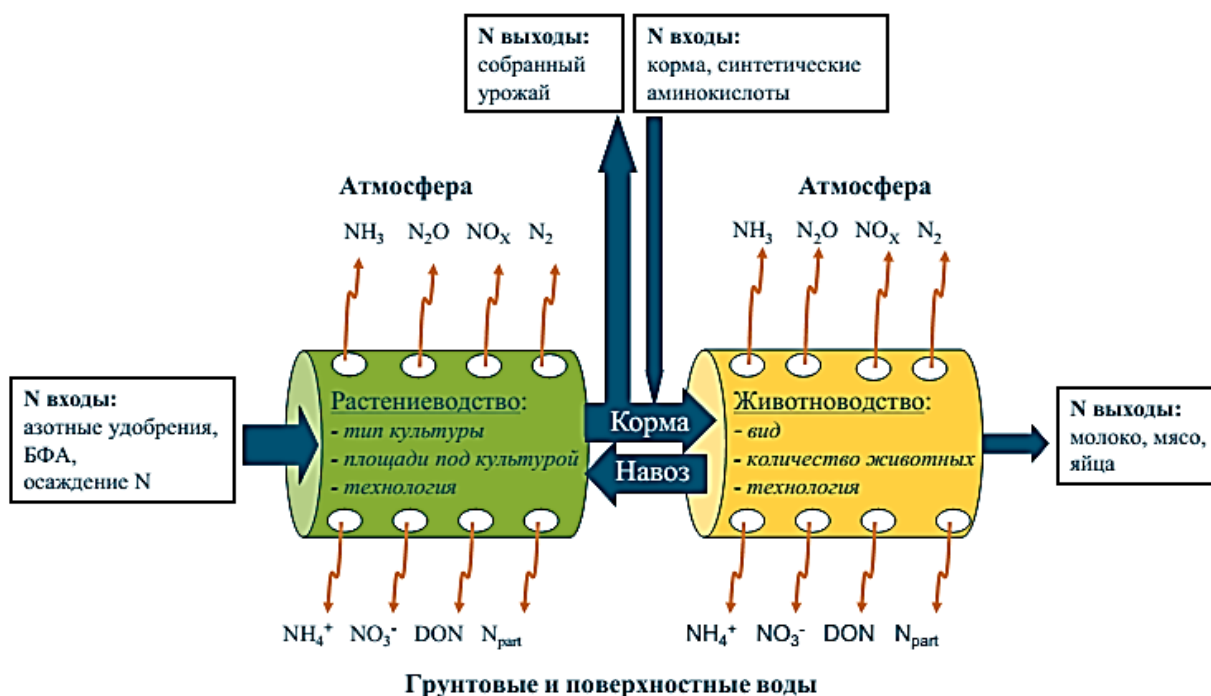 N выходы:
собранный
урожай
N входы:
корма, синтетические
аминокислоты
Атмосфера
Атмосфера
NH₃ N₂O NOₓ N₂
NH₃ N₂O NOₓ N₂
N входы:
азотные удобрения,
БФА,
осаждение N
Растениеводство:
- тип культуры
- площади под культурой
- технология
Корма
Навоз
Животноводство:
- вид
- количество животных
- технология
N выходы:
молоко, мясо,
яйца
NH₄⁺ NO₃⁻ DON Npart
NH₄⁺ NO₃⁻ DON Npart
Грунтовые и поверхностные воды